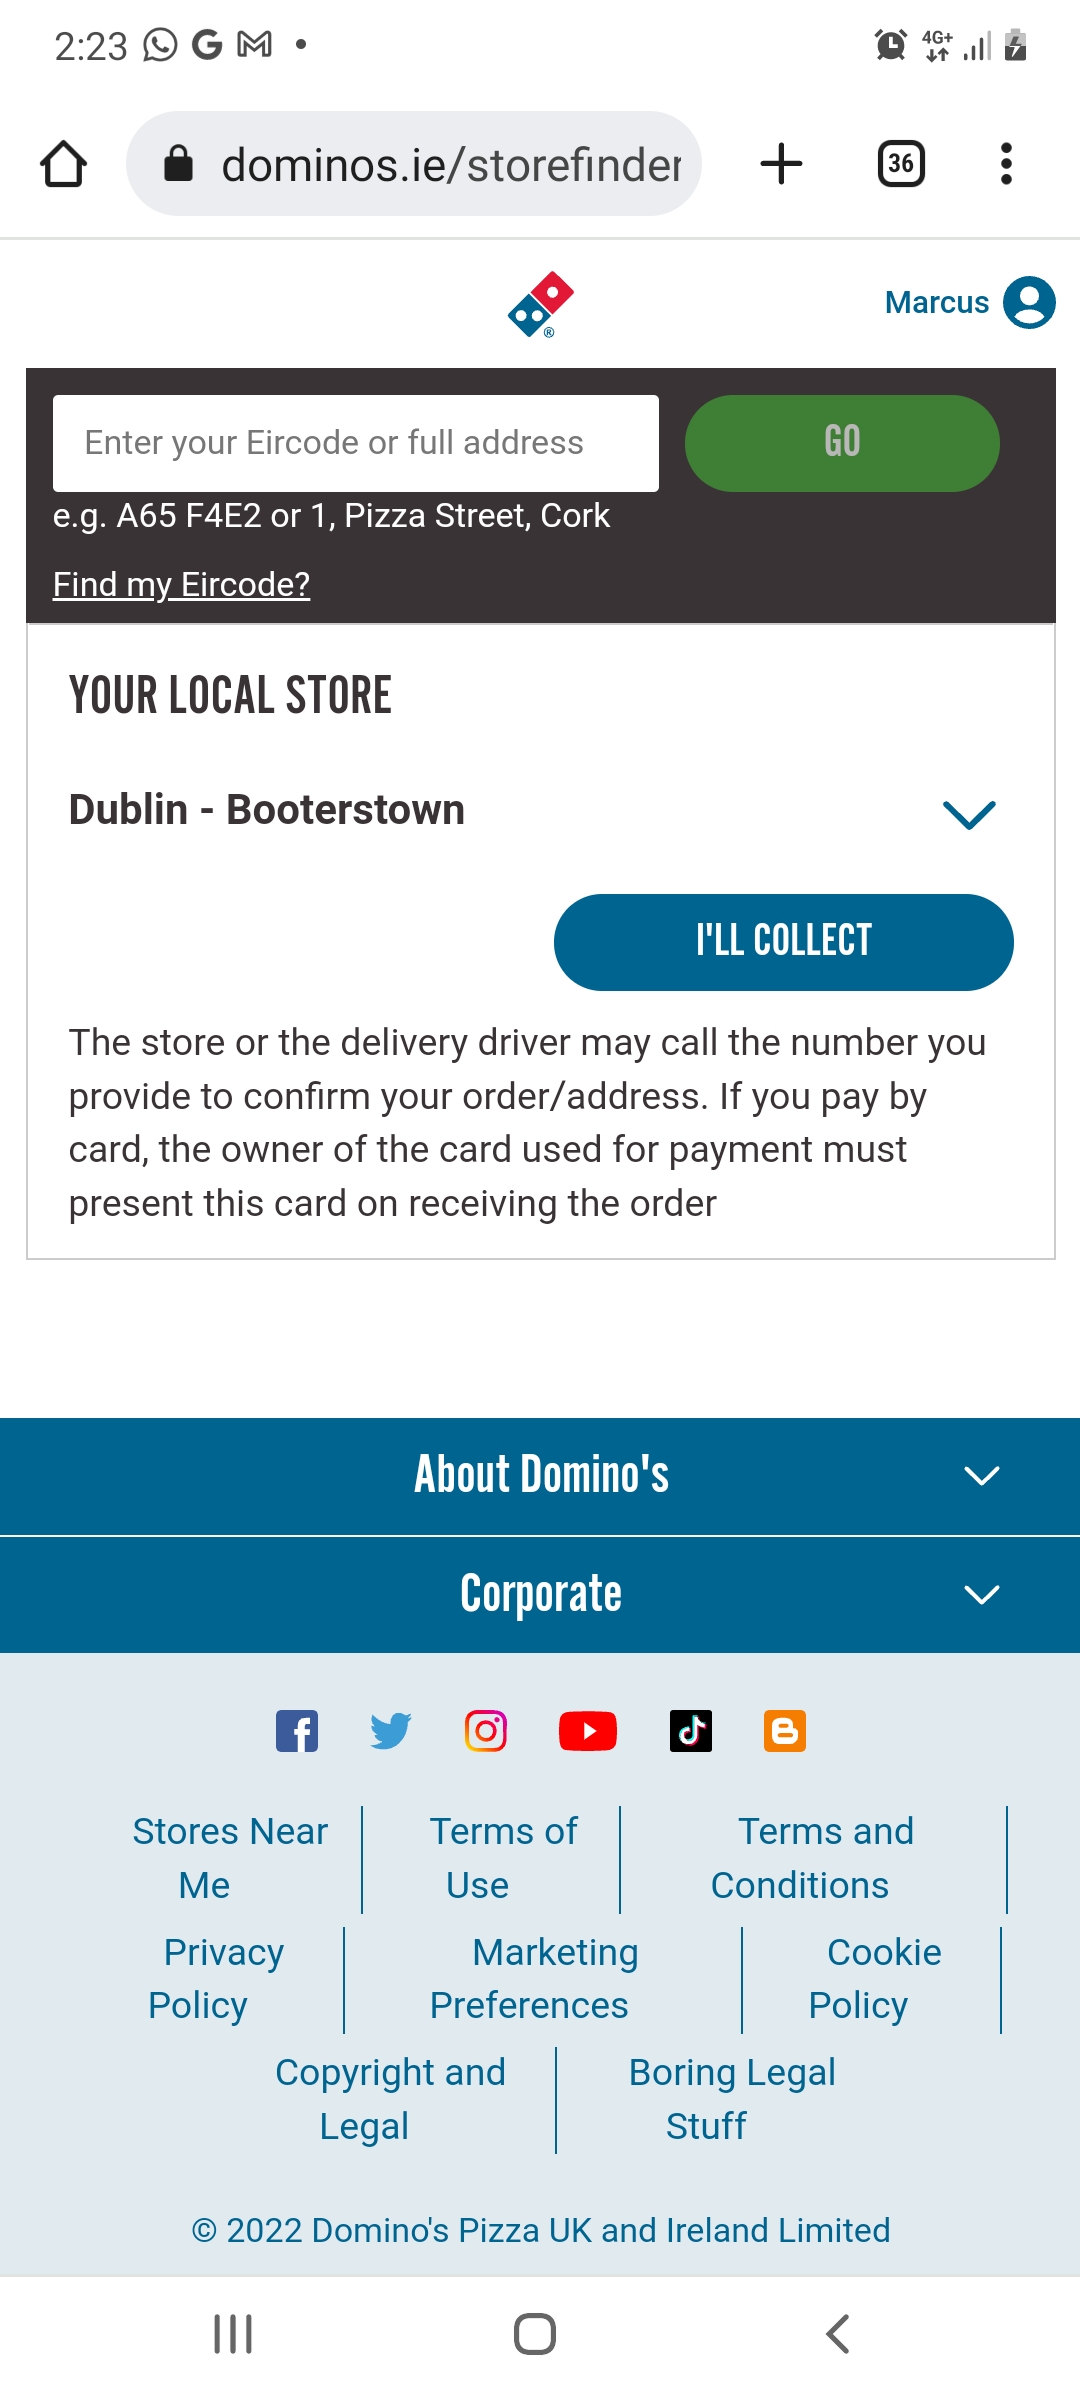 2:23
4G+
dominos.ie/storefinder
36
®
Marcus
Enter your Eircode or full address
GO
e.g. A65 F4E2 or 1, Pizza Street, Cork
Find my Eircode?
YOUR LOCAL STORE
Dublin - Booterstown
I'LL COLLECT
The store or the delivery driver may call the number you
provide to confirm your order/address. If you pay by
card, the owner of the card used for payment must
present this card on receiving the order
About Domino's
Corporate
Stores Near
Me
Terms of
Use
Terms and
Conditions
Privacy
Policy
Marketing
Preferences
Cookie
Policy
Copyright and
Legal
Boring Legal
Stuff
© 2022 Domino's Pizza UK and Ireland Limited